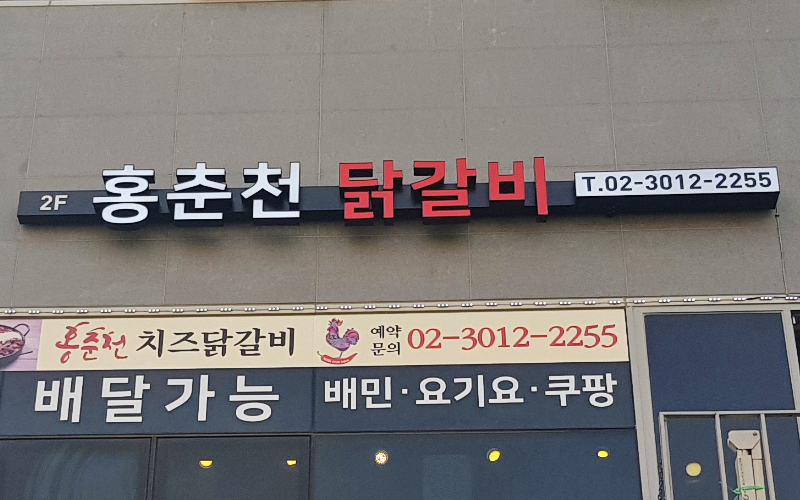 2F 홍춘천 닭갈비 T.02-3012-2255
홍춘천 치즈닭갈비 예약 문의 02-3012-2255
배달가능 배민·요기요·쿠팡